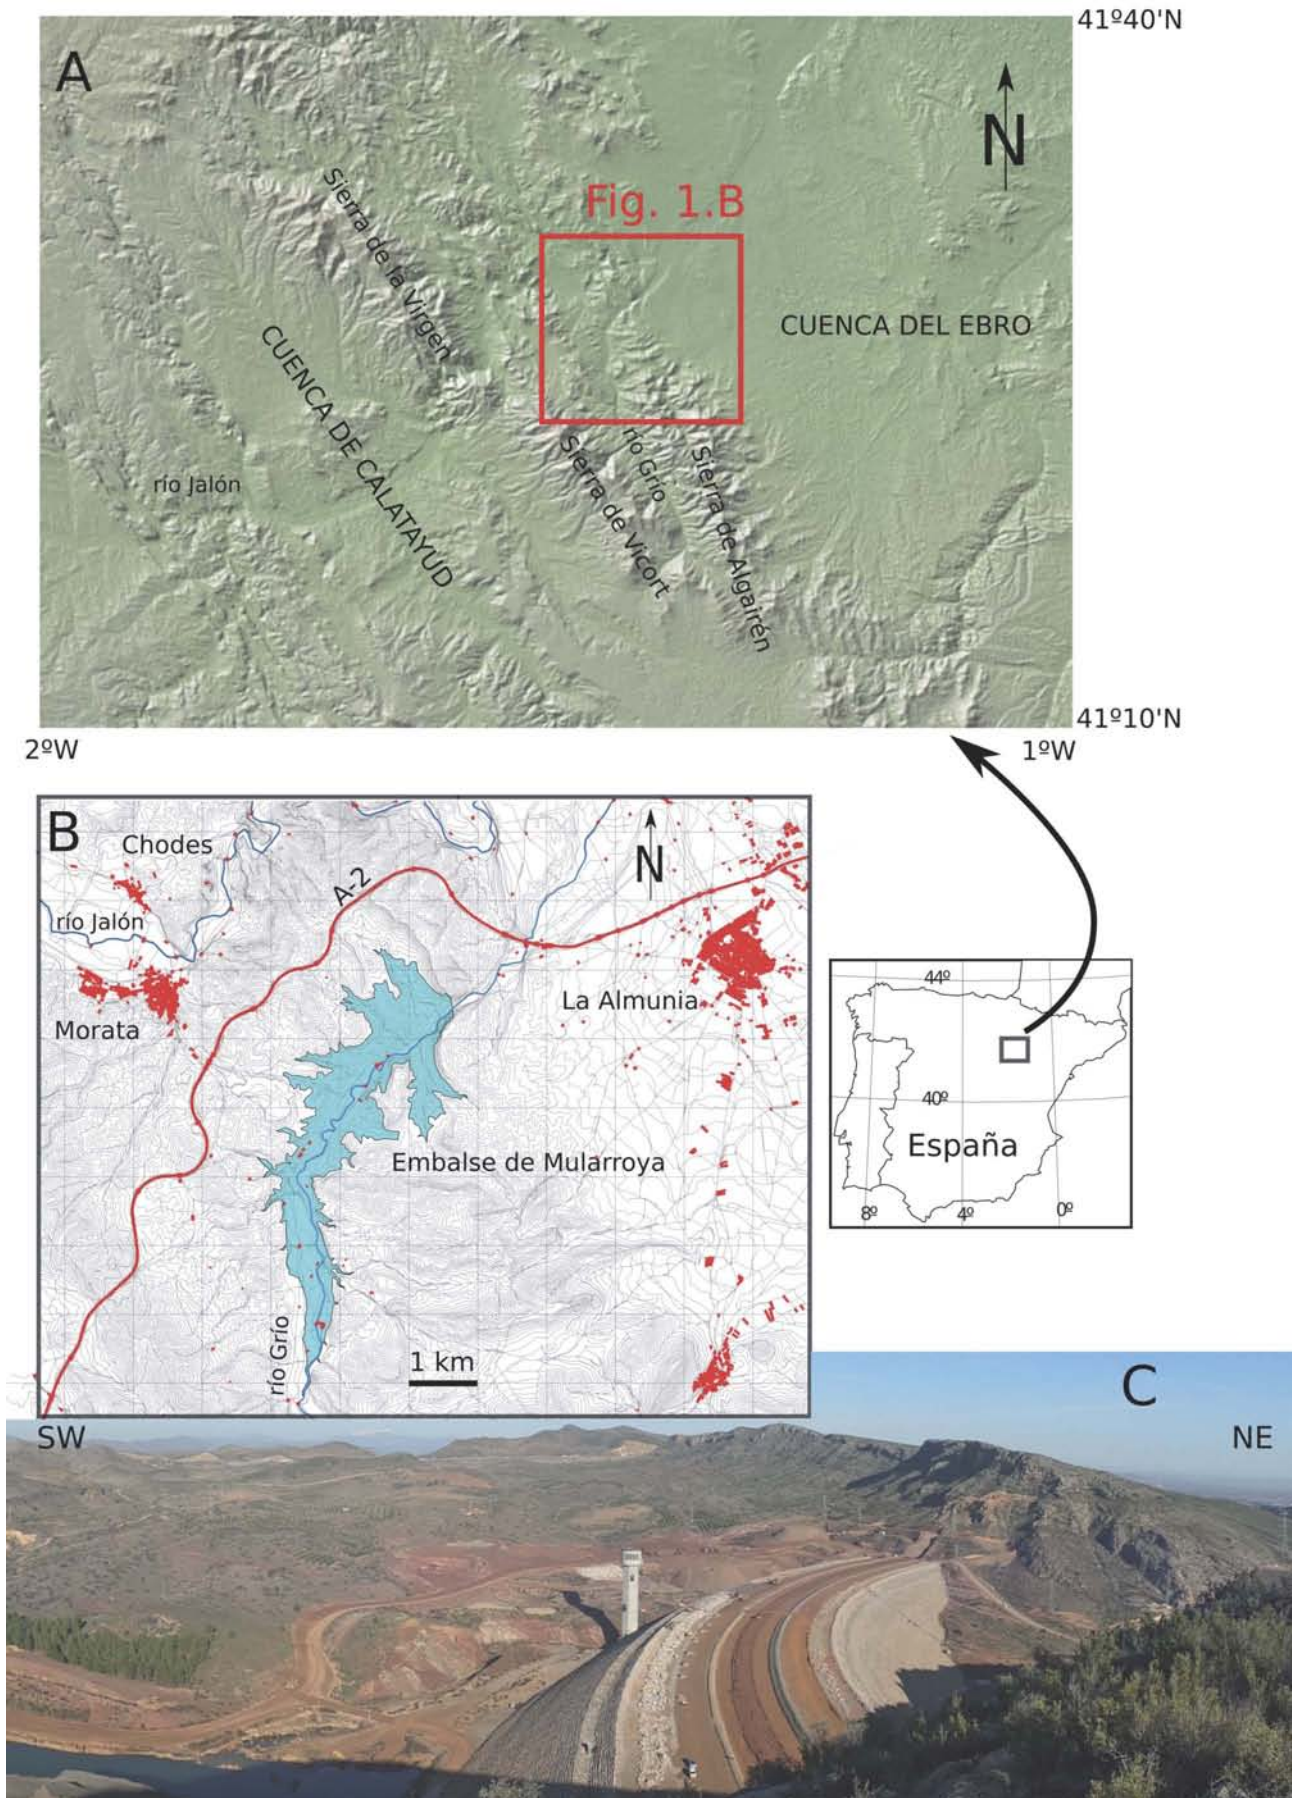 41º40'N
A
N
Sierra de la Virgen
Fig. 1.B
CUENCA DEL EBRO
CUENCA DE CALATAYUD
río Jalón
río Grío
Sierra de Vicort
Sierra de Algairén
41º10'N
2ºW
1ºW
B
Chodes
A-2
N
río Jalón
La Almunia
Morata
Embalse de Mularroya
río Grío
1 km
44º
40º
España
8º
4º
0º
C
SW
NE